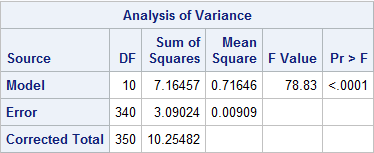 Analysis of Variance
Source DF Sum of Squares Mean Square F Value Pr > F
Model 10 7.16457 0.71646 78.83 <.0001
Error 340 3.09024 0.00909
Corrected Total 350 10.25482